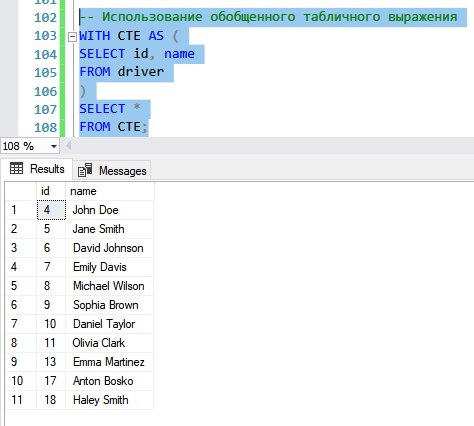 101
102 -- Использование обобщенного табличного выражения
103 WITH CTE AS (
104 SELECT id, name
105 FROM driver
106 )
107 SELECT *
108 FROM CTE;
108 %
Results Messages
id name
1 4 John Doe
2 5 Jane Smith
3 6 David Johnson
4 7 Emily Davis
5 8 Michael Wilson
6 9 Sophia Brown
7 10 Daniel Taylor
8 11 Olivia Clark
9 13 Emma Martinez
10 17 Anton Bosko
11 18 Haley Smith